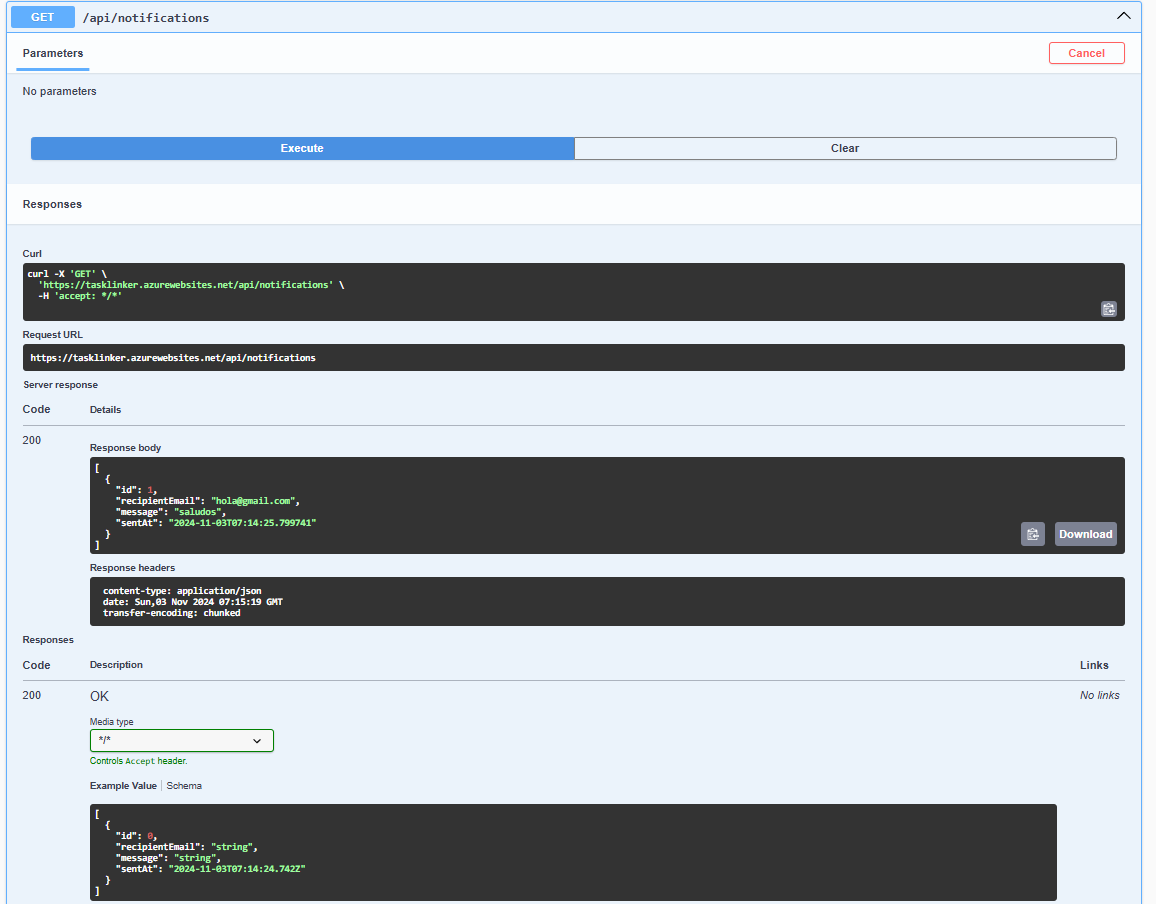 GET /api/notifications
Parameters
Cancel
No parameters
Execute
Clear
Responses
Curl
curl -X 'GET' \
  'https://tasklinker.azurewebsites.net/api/notifications' \
  -H 'accept: */*'
Request URL
https://tasklinker.azurewebsites.net/api/notifications
Server response
Code Details
200
Response body
[
  {
    "id": 1,
    "recipientEmail": "hola@gmail.com",
    "message": "saludos",
    "sentAt": "2024-11-03T07:14:25.799741"
  }
]
Download
Response headers
content-type: application/json
date: Sun,03 Nov 2024 07:15:19 GMT
transfer-encoding: chunked
Responses
Code Description Links
200 OK No links
Media type
*/*
Controls Accept header.
Example Value Schema
[
  {
    "id": 0,
    "recipientEmail": "string",
    "message": "string",
    "sentAt": "2024-11-03T07:14:24.742Z"
  }
]